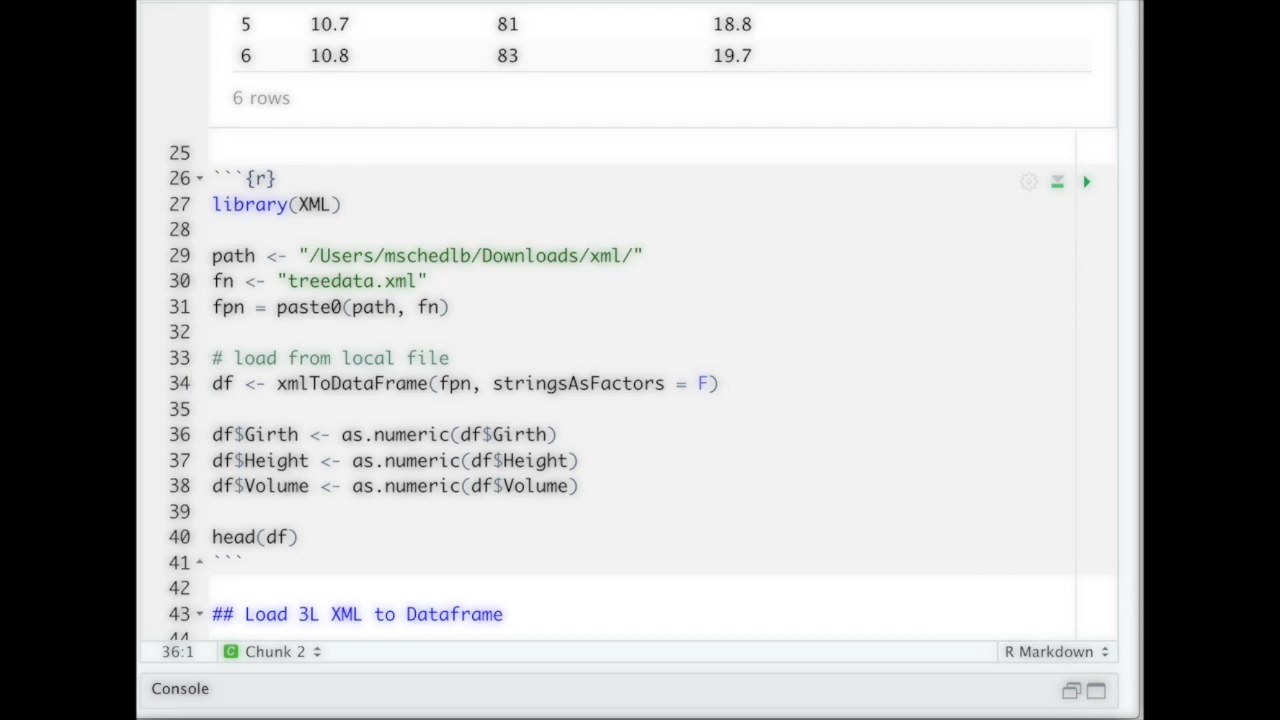 5 10.7 81 18.8
6 10.8 83 19.7
6 rows
25
26 ```{r}
27 library(XML)
28
29 path <- "/Users/mschedlb/Downloads/xml/"
30 fn <- "treedata.xml"
31 fpn = paste0(path, fn)
32
33 # load from local file
34 df <- xmlToDataFrame(fpn, stringsAsFactors = F)
35
36 df$Girth <- as.numeric(df$Girth)
37 df$Height <- as.numeric(df$Height)
38 df$Volume <- as.numeric(df$Volume)
39
40 head(df)
41 ```
42
43 ## Load 3L XML to Dataframe
44
36:1 C Chunk 2 R Markdown
Console